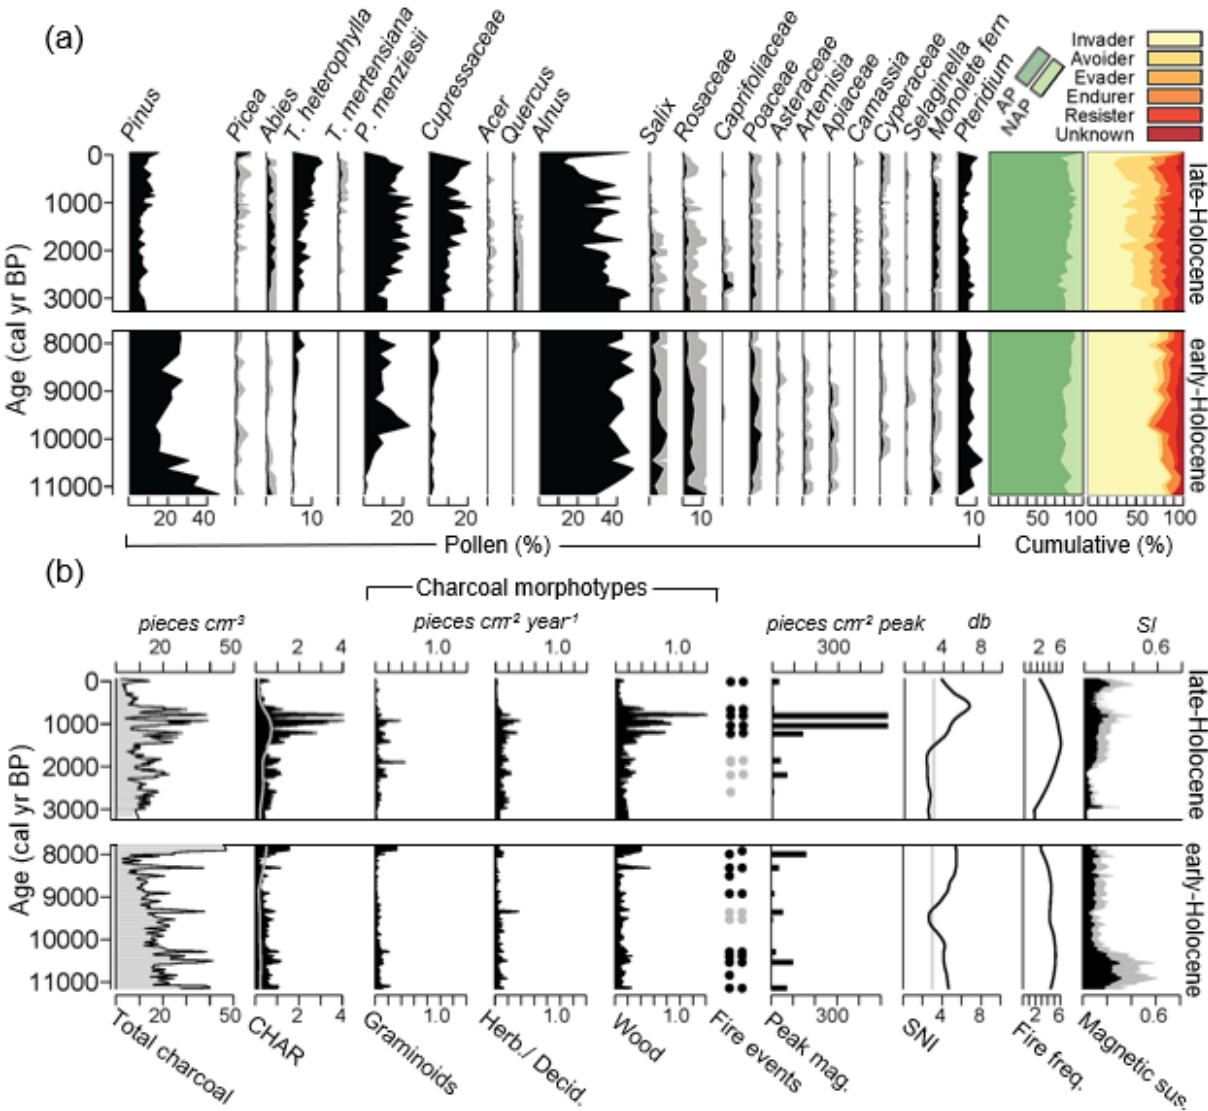 (a)
Pinus
Picea
Abies
T. heterophylla
T. mertensiana
P. menziesii
Cupressaceae
Acer
Quercus
Alnus
Salix
Rosaceae
Caprifoliaceae
Poaceae
Asteraceae
Artemisia
Apiaceae
Camassia
Cyperaceae
Selaginella
Monolete fern
Pteridium
AP
NAP
Invader
Avoider
Evader
Endurer
Resister
Unknown
Age (cal yr BP)
0
1000
2000
3000
late-Holocene
8000
9000
10000
11000
early-Holocene
20 40 10 20 20 20 40 10 10 50 100 50 100
Pollen (%)
Cumulative (%)
(b)
Charcoal morphotypes
pieces cm-3
pieces cm-2 year-1
pieces cm-2 peak
db
SI
20 50 2 4 1.0 1.0 1.0 300 4 8 2 6 0.6
Age (cal yr BP)
0
1000
2000
3000
late-Holocene
8000
9000
10000
11000
early-Holocene
20 50 0 2 4 1.0 1.0 1.0 300 4 8 2 6 0.6
Total charcoal
CHAR
Graminoids
Herb./ Decid.
Wood
Fire events
Peak mag.
SNI
Fire freq.
Magnetic sus.